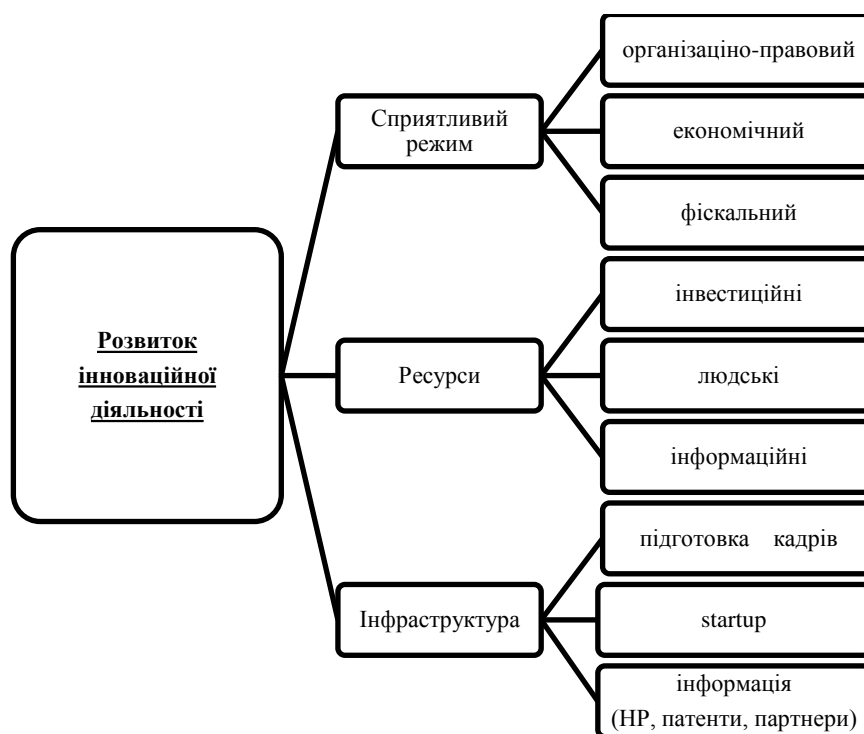 Розвиток
інноваційної
діяльності
Сприятливий
режим
організаціно-правовий
економічний
фіскальний
Ресурси
інвестиційні
людські
інформаційні
Інфраструктура
підготовка кадрів
startup
інформація
(НР, патенти, партнери)